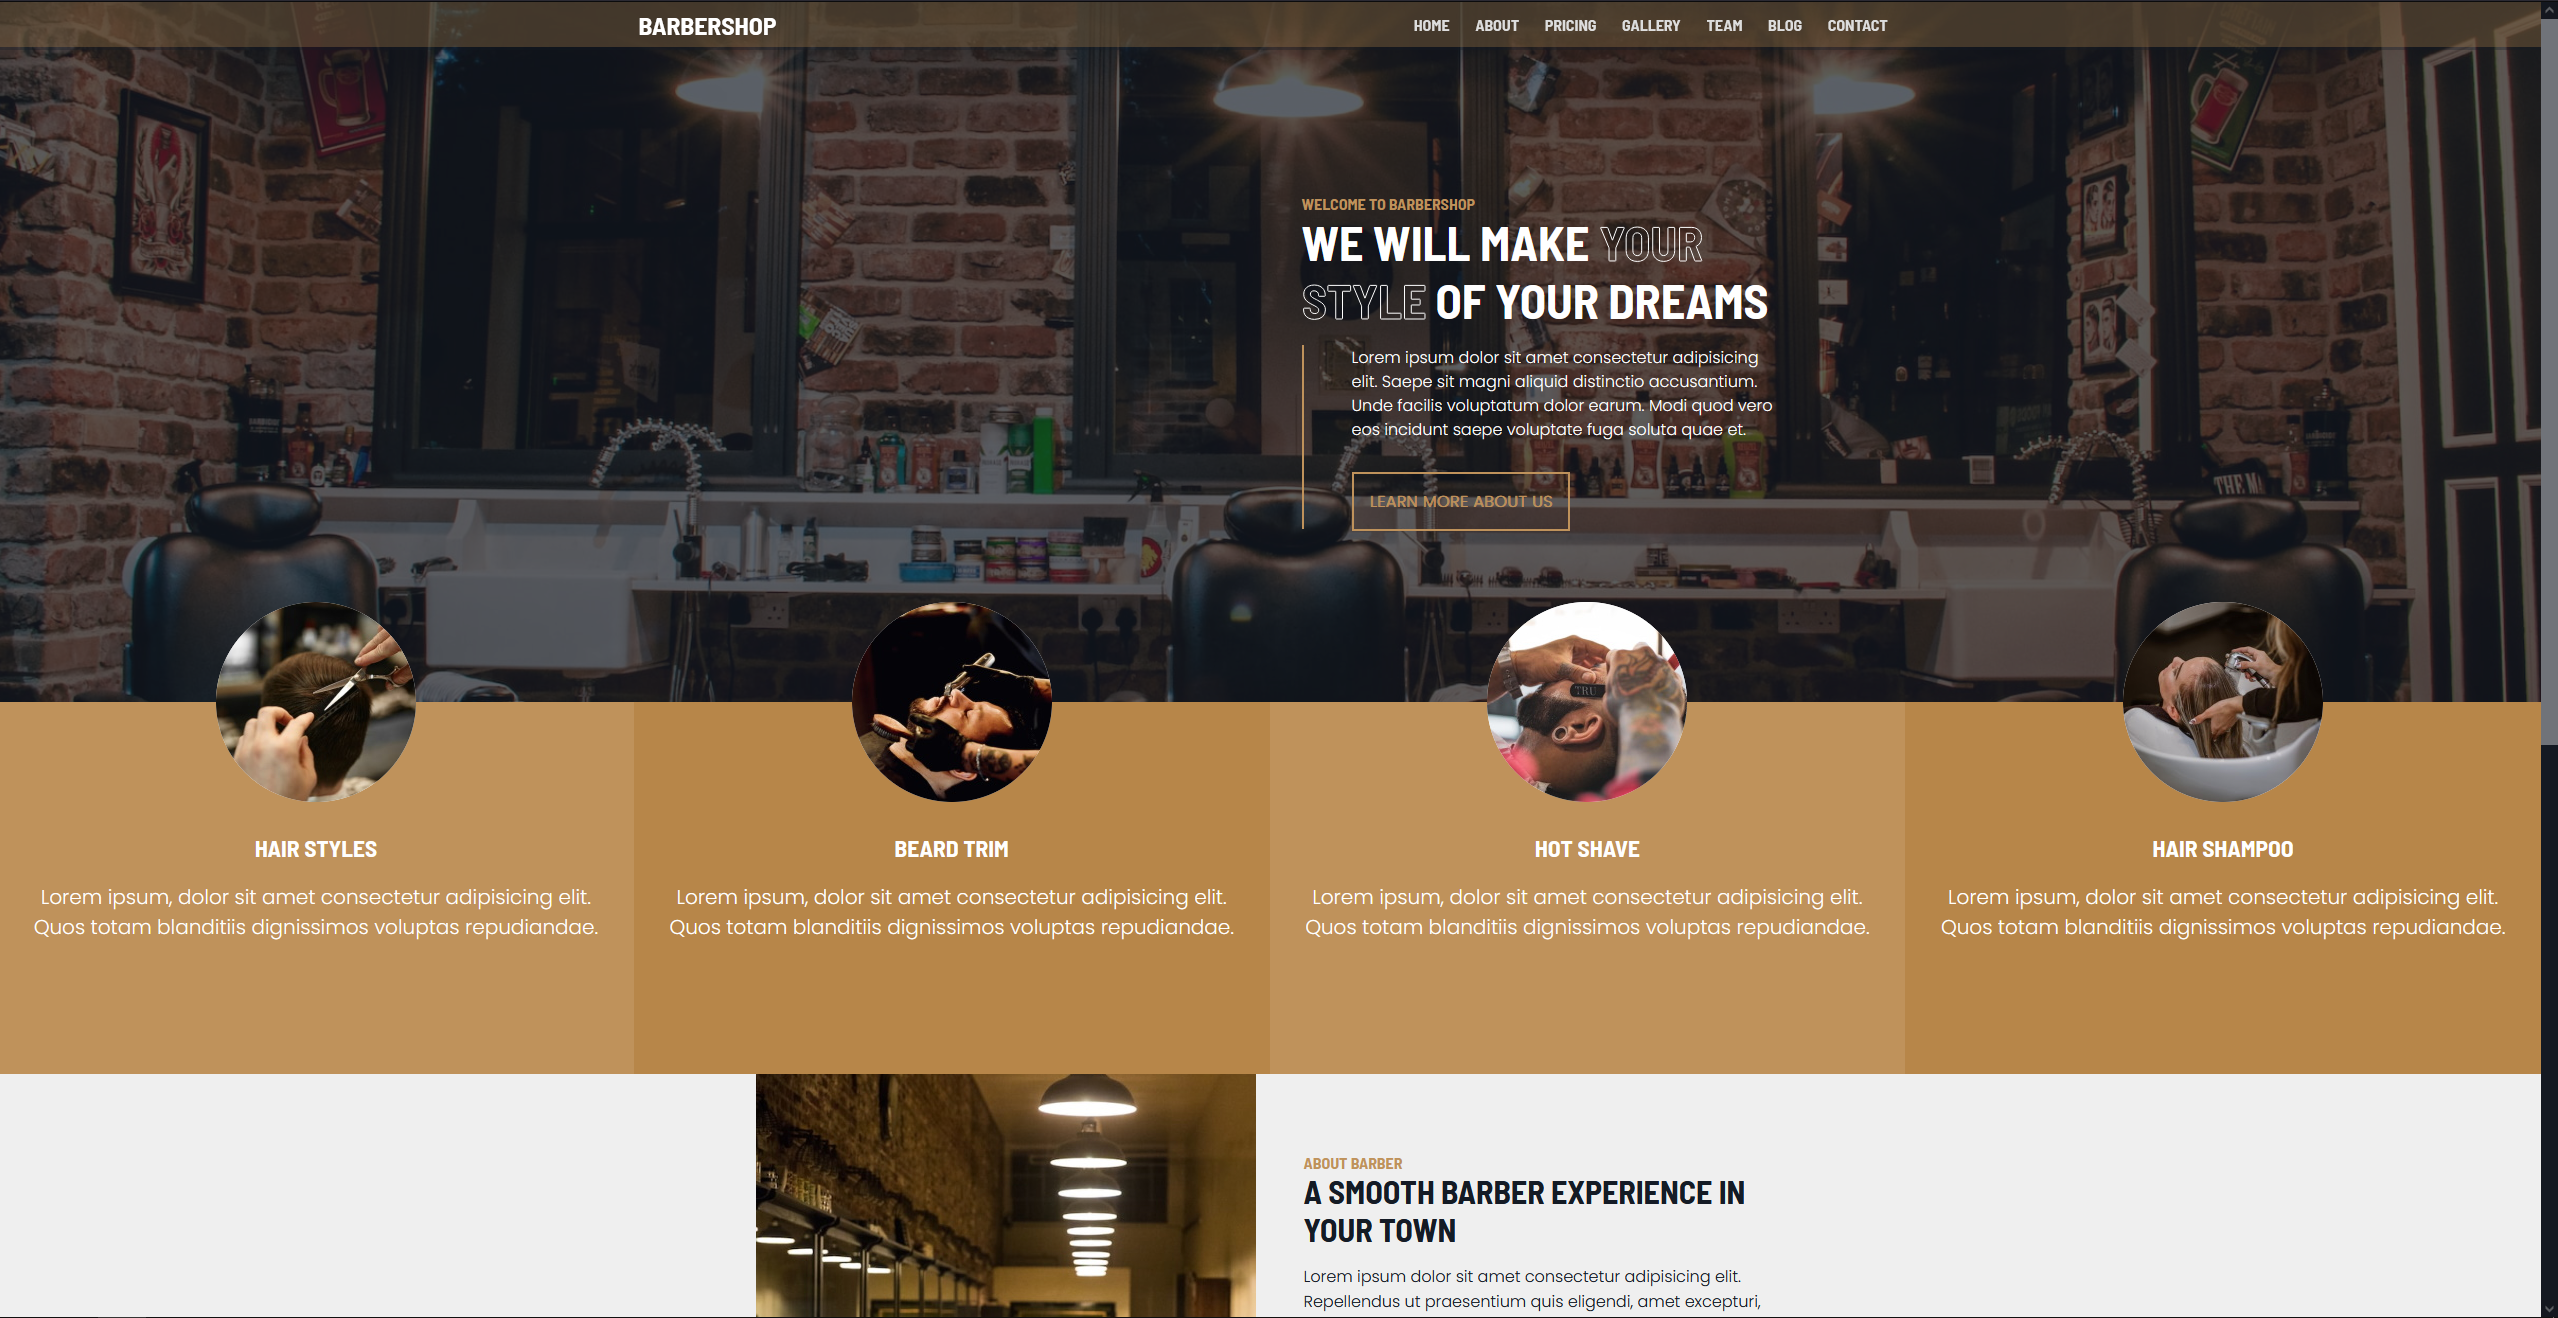 BARBERSHOP
HOME ABOUT PRICING GALLERY TEAM BLOG CONTACT
WELCOME TO BARBERSHOP
WE WILL MAKE YOUR
STYLE OF YOUR DREAMS
Lorem ipsum dolor sit amet consectetur adipisicing
elit. Saepe sit magni aliquid distinctio accusantium.
Unde facilis voluptatum dolor earum. Modi quod vero
eos incidunt saepe voluptate fuga soluta quae et.
LEARN MORE ABOUT US
THE
TRU
HAIR STYLES
Lorem ipsum, dolor sit amet consectetur adipisicing elit.
Quos totam blanditiis dignissimos voluptas repudiandae.
BEARD TRIM
Lorem ipsum, dolor sit amet consectetur adipisicing elit.
Quos totam blanditiis dignissimos voluptas repudiandae.
HOT SHAVE
Lorem ipsum, dolor sit amet consectetur adipisicing elit.
Quos totam blanditiis dignissimos voluptas repudiandae.
HAIR SHAMPOO
Lorem ipsum, dolor sit amet consectetur adipisicing elit.
Quos totam blanditiis dignissimos voluptas repudiandae.
ABOUT BARBER
A SMOOTH BARBER EXPERIENCE IN
YOUR TOWN
Lorem ipsum dolor sit amet consectetur adipisicing elit.
Repellendus ut praesentium quis eligendi, amet excepturi,